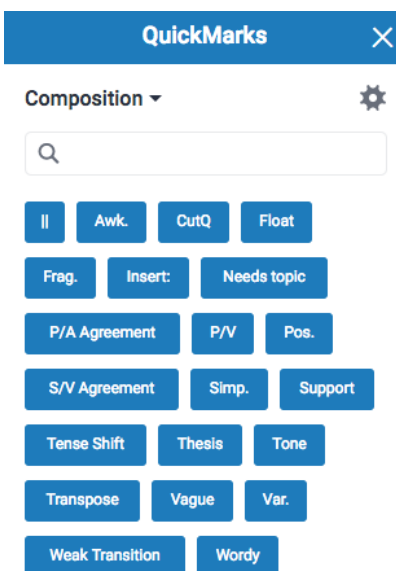 QuickMarks
Composition
|| Awk. CutQ Float
Frag. Insert: Needs topic
P/A Agreement P/V Pos.
S/V Agreement Simp. Support
Tense Shift Thesis Tone
Transpose Vague Var.
Weak Transition Wordy